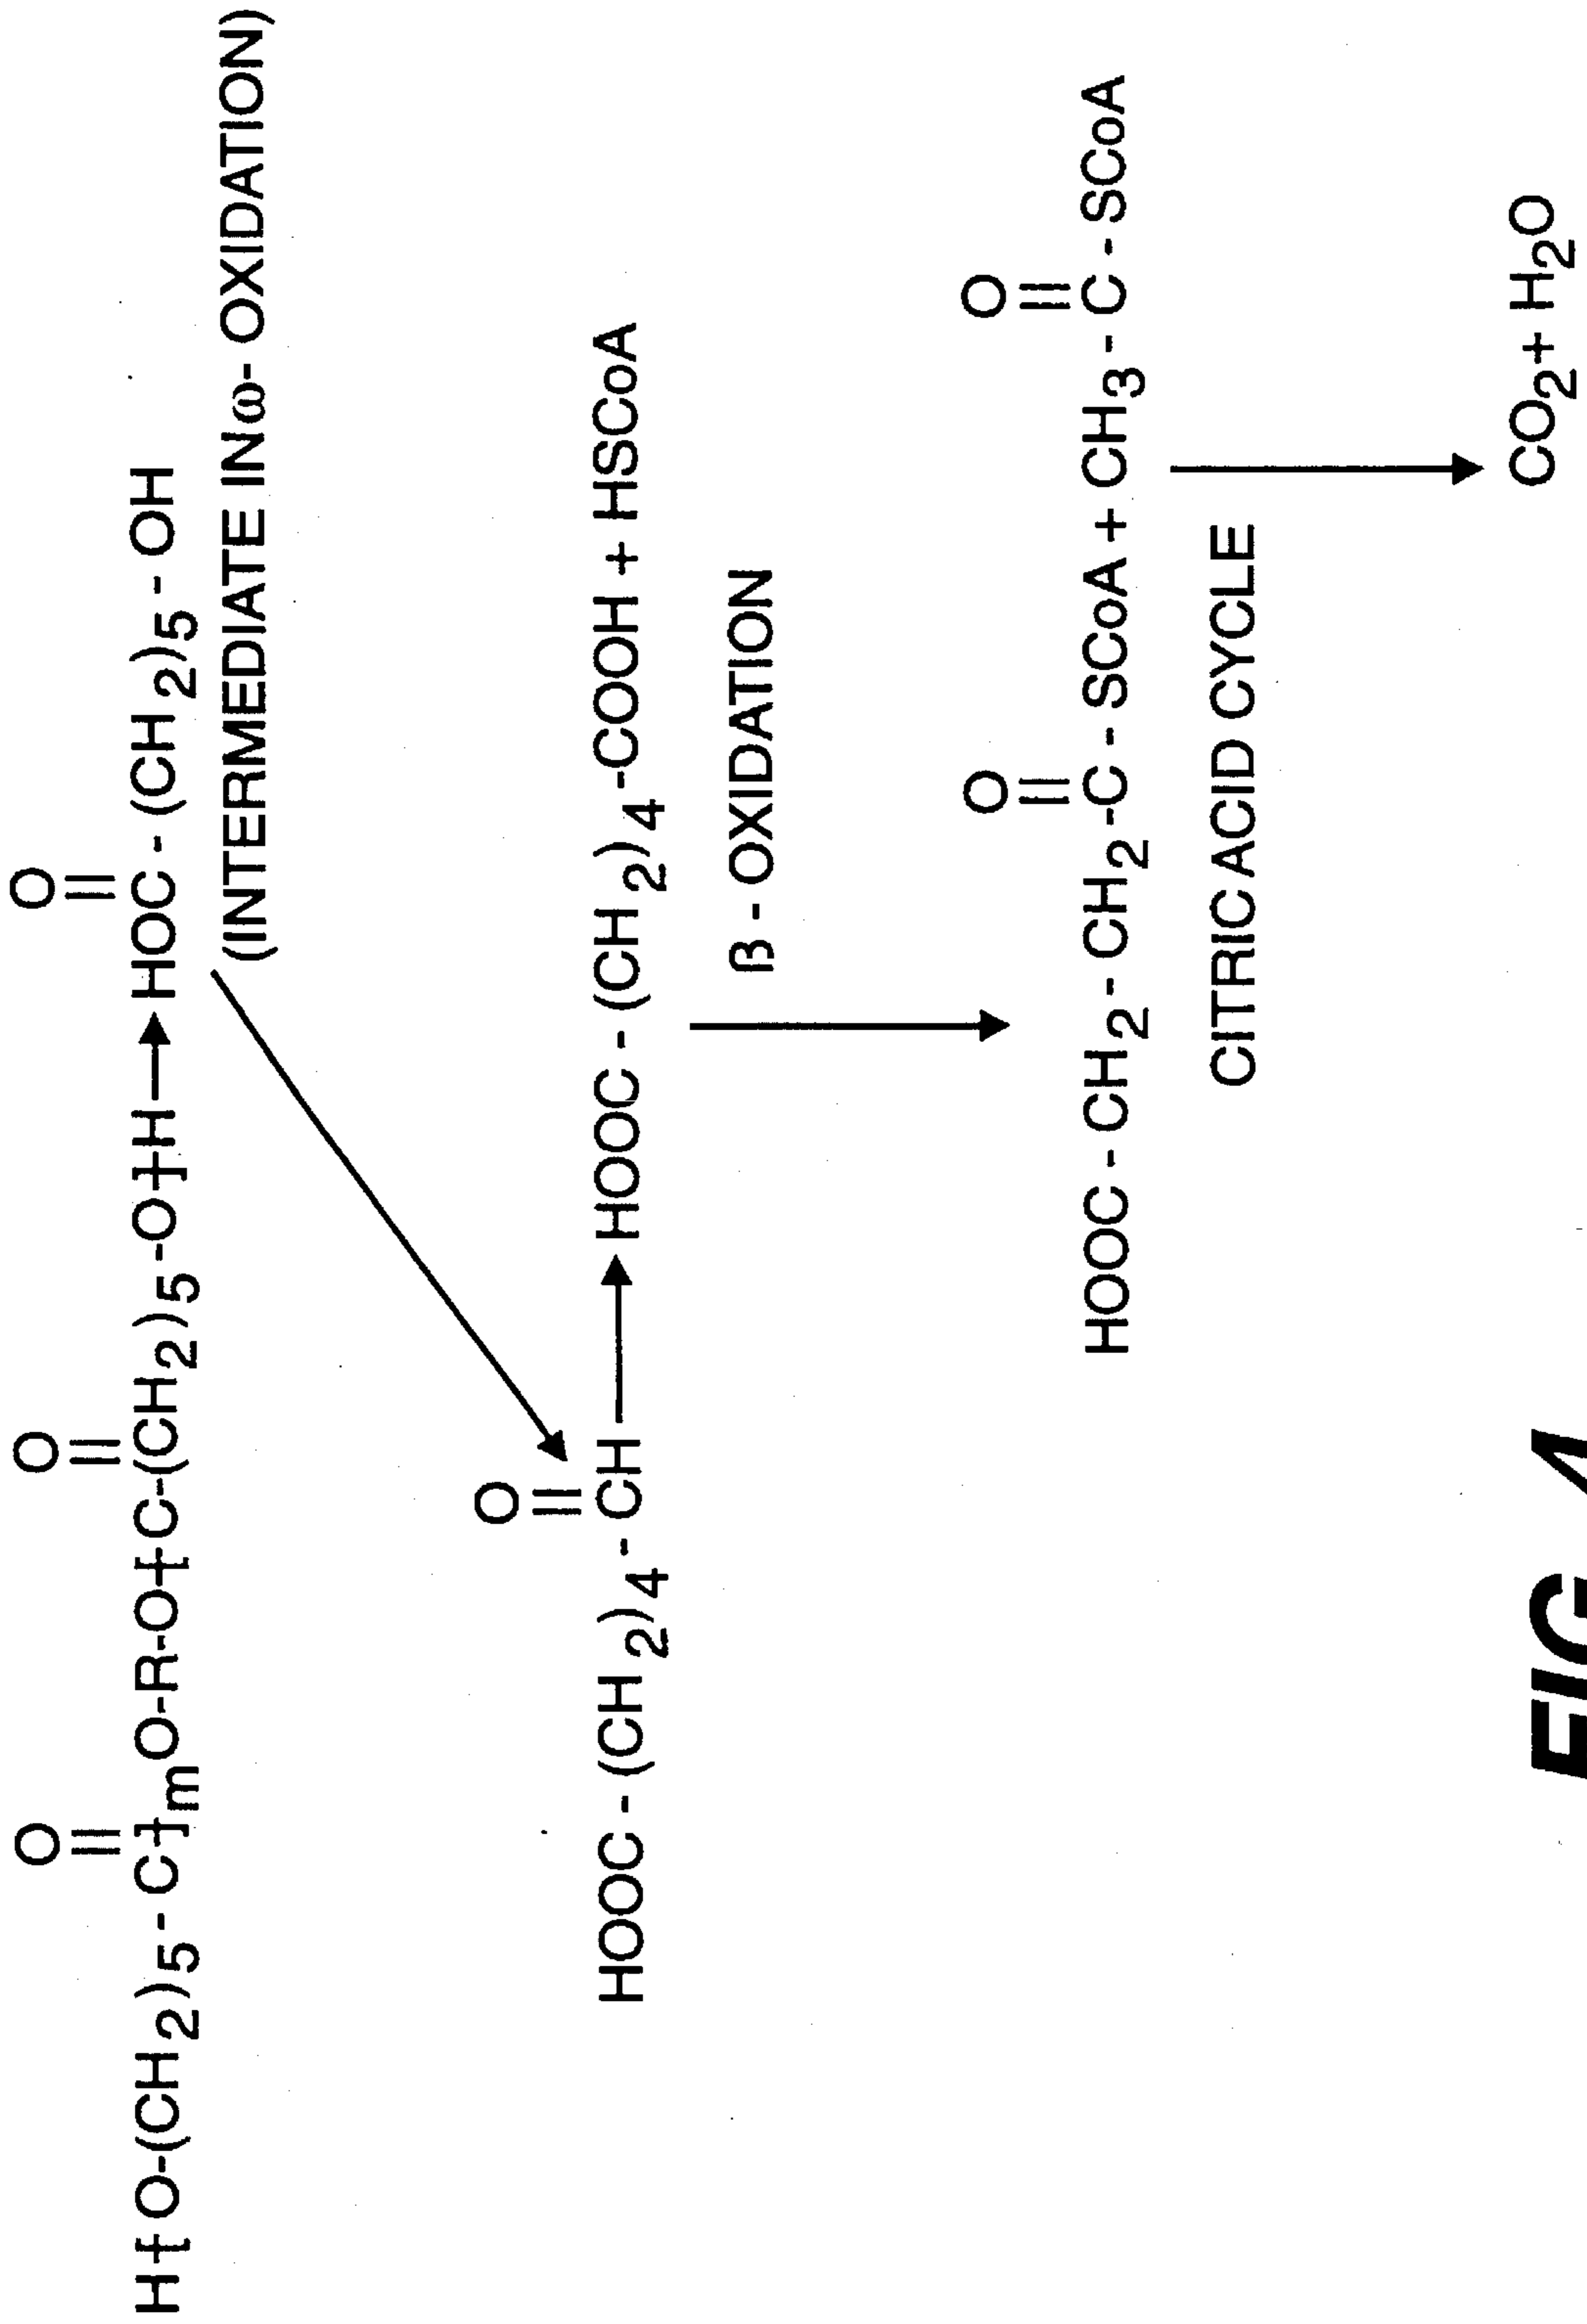 O O O
H[O-(CH2)5 - C]mO-R-O[C-(CH2)5 -O]H HOC - (CH2)5 - OH
(INTERMEDIATE IN ω- OXIDATION)
O
HOOC - (CH2)4 - CH HOOC - (CH2)4 -COOH + HSCoA
β - OXIDATION
O O
HOOC - CH2 - CH2 -C - SCoA + CH3 - C - SCoA
CITRIC ACID CYCLE
CO2+ H2O
FIG. 4